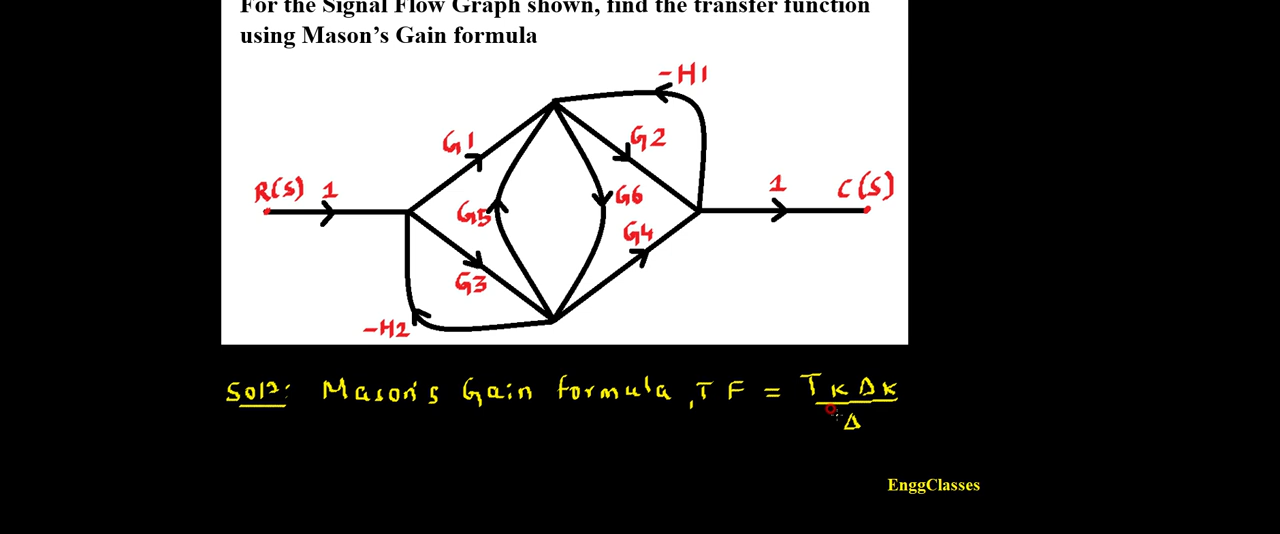 For the Signal Flow Graph shown, find the transfer function
using Mason's Gain formula
-H1
G1
G2
R(S) 1
1 C(S)
G5
G6
G4
G3
-H2
Soln: Mason's Gain formula, TF = TK ΔK
Δ
EnggClasses